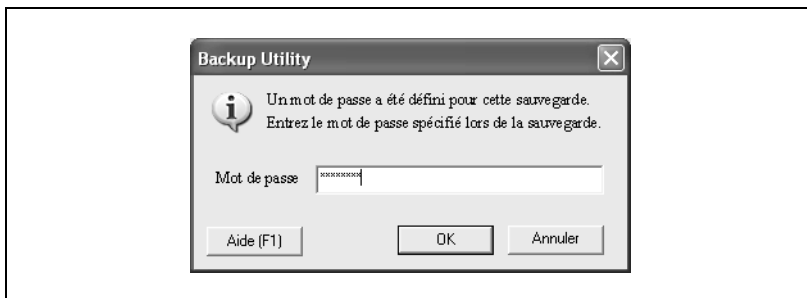 Backup Utility
Un mot de passe a été défini pour cette sauvegarde.
Entrez le mot de passe spécifié lors de la sauvegarde.
Mot de passe ********
Aide (F1) OK Annuler